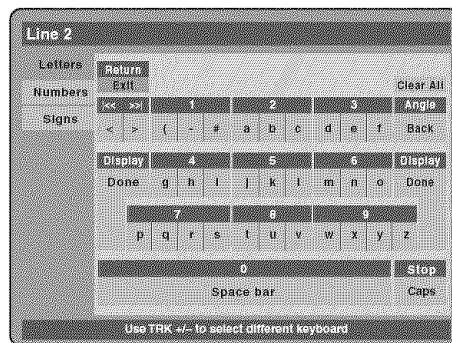 Line 2
Letters
Numbers
Signs
Return
Exit
Clear All
|<< >>| 1 2 3 Angle
< > ( - # a b c d e f Back
Display 4 5 6 Display
Done g h i j k l m n o Done
7 8 9
p q r s t u v w x y z
0 Stop
Space bar Caps
Use TRK +/– to select different keyboard